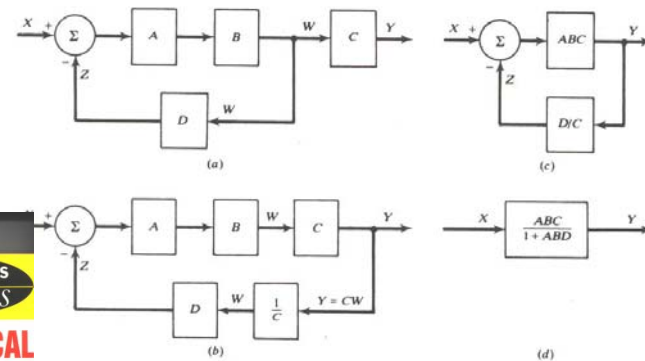 X + Σ A B W C Y
− Z
D W
(a)
X + Σ ABC Y
− Z
D/C
(c)
+ Σ A B W C Y
− Z
D W 1/C Y = CW
(b)
X ABC / 1 + ABD Y
(d)
S
S
CAL